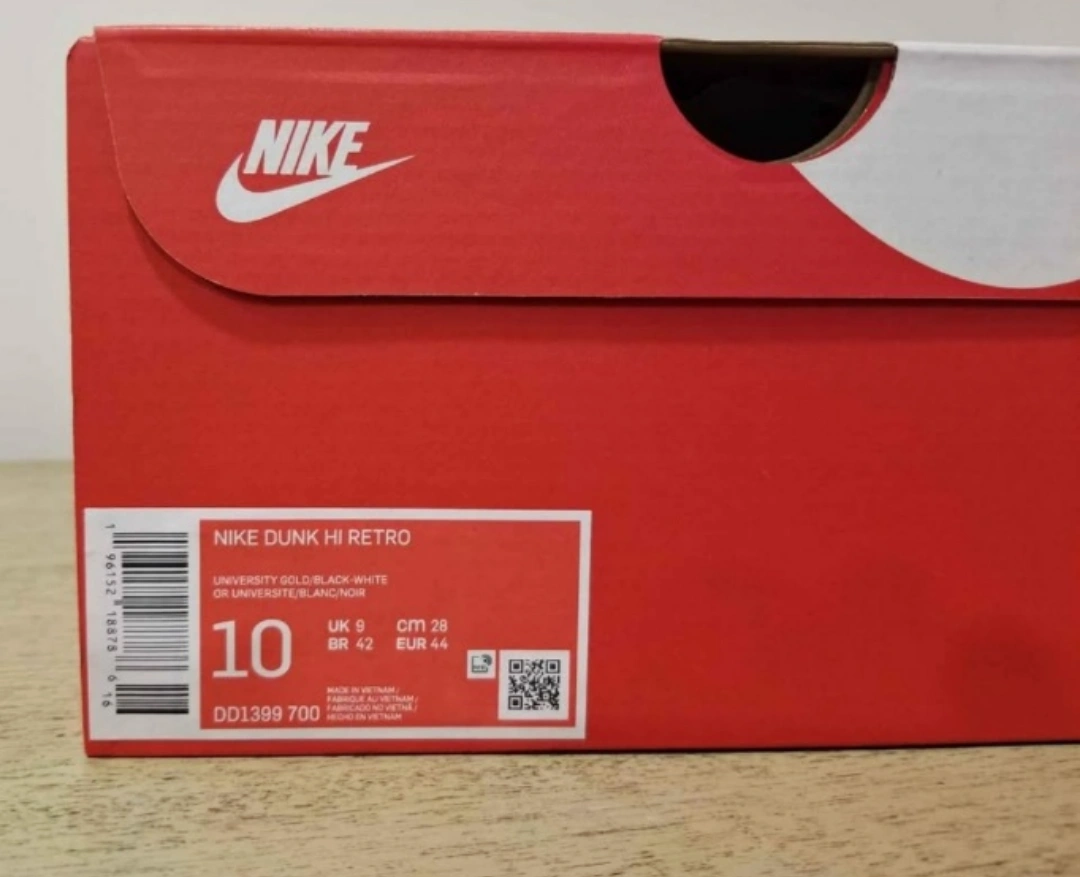 NIKE
NIKE DUNK HI RETRO
UNIVERSITY GOLD/BLACK-WHITE
OR UNIVERSITE/BLANC/NOIR
10
UK 9
CM 28
BR 42
EUR 44
MADE IN VIETNAM /
FABRIQUE AU VIETNAM /
FABRICADO NO VIETNÃ /
HECHO EN VIETNAM
DD1399 700
1 96152 18878 6 16